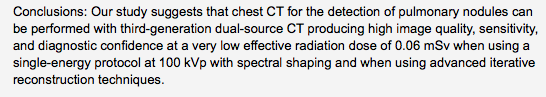 Conclusions: Our study suggests that chest CT for the detection of pulmonary nodules can
be performed with third-generation dual-source CT producing high image quality, sensitivity,
and diagnostic confidence at a very low effective radiation dose of 0.06 mSv when using a
single-energy protocol at 100 kVp with spectral shaping and when using advanced iterative
reconstruction techniques.